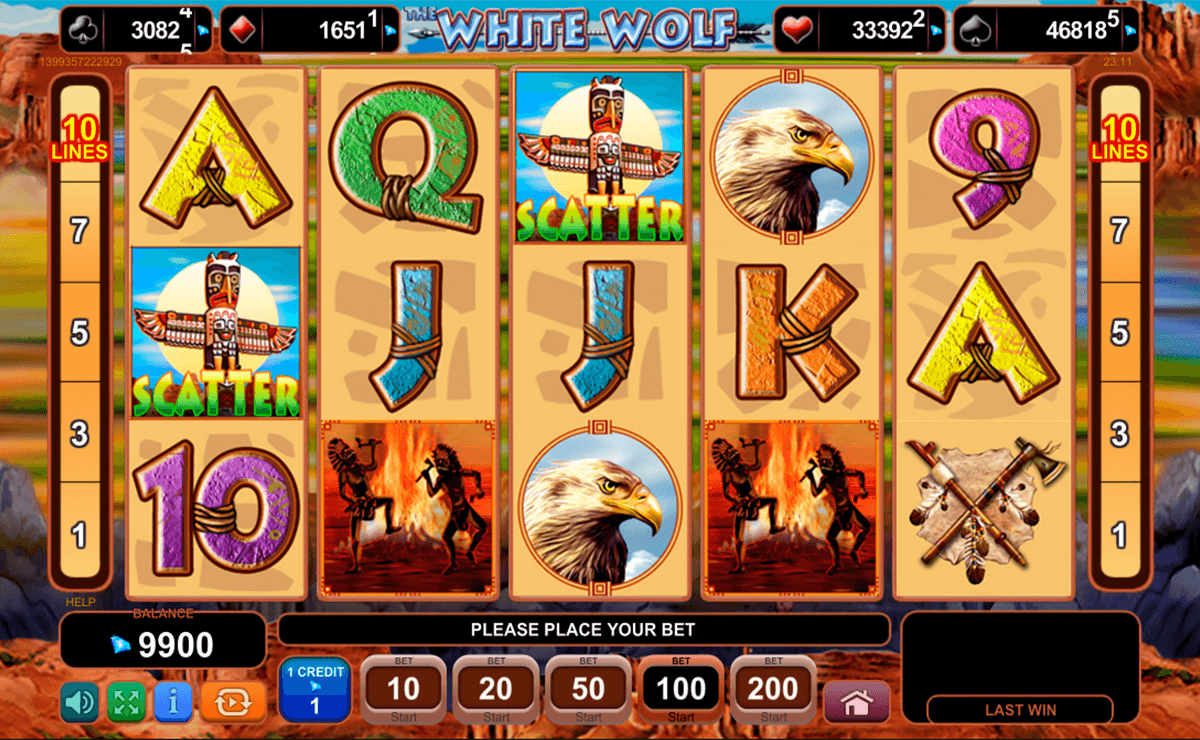 3082 4 5
1651 1
THE WHITE WOLF
33392 2
46818 5
1399357222929
23:11
10 LINES
7
5
3
1
A
Q
SCATTER
9
SCATTER
J
J
K
A
10
10 LINES
7
5
3
1
HELP
BALANCE
9900
PLEASE PLACE YOUR BET
1 CREDIT
1
BET
10
Start
BET
20
Start
BET
50
Start
BET
100
Start
BET
200
Start
LAST WIN
i